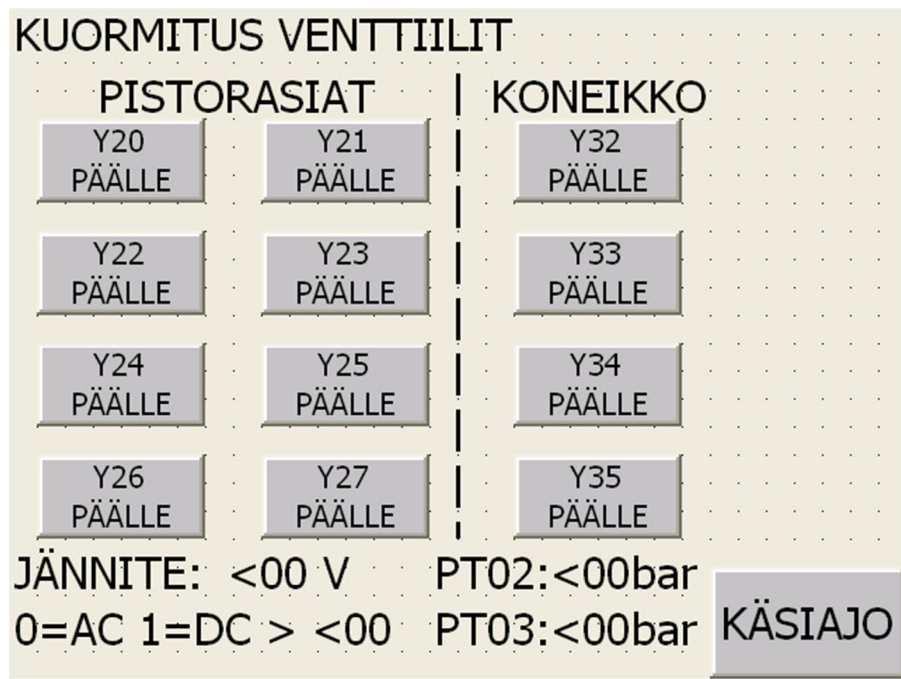 KUORMITUS VENTTIILIT
PISTORASIAT | KONEIKKO
Y20 Y21 Y32
PÄÄLLE PÄÄLLE PÄÄLLE
Y22 Y23 Y33
PÄÄLLE PÄÄLLE PÄÄLLE
Y24 Y25 Y34
PÄÄLLE PÄÄLLE PÄÄLLE
Y26 Y27 Y35
PÄÄLLE PÄÄLLE PÄÄLLE
JÄNNITE: <00 V PT02:<00bar
0=AC 1=DC > <00 PT03:<00bar KÄSIAJO